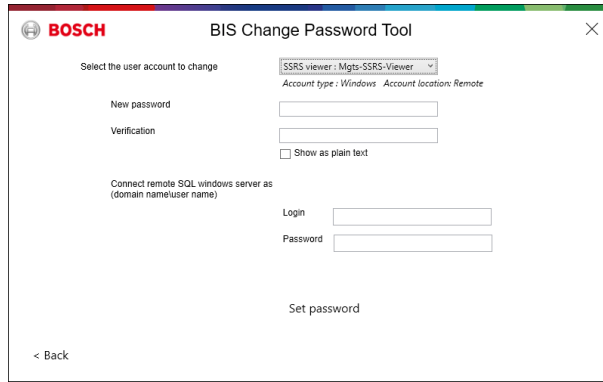 BOSCH
BIS Change Password Tool
Select the user account to change
SSRS viewer : Mgts-SSRS-Viewer
Account type : Windows Account location: Remote
New password
Verification
Show as plain text
Connect remote SQL windows server as
(domain name\user name)
Login
Password
Set password
< Back